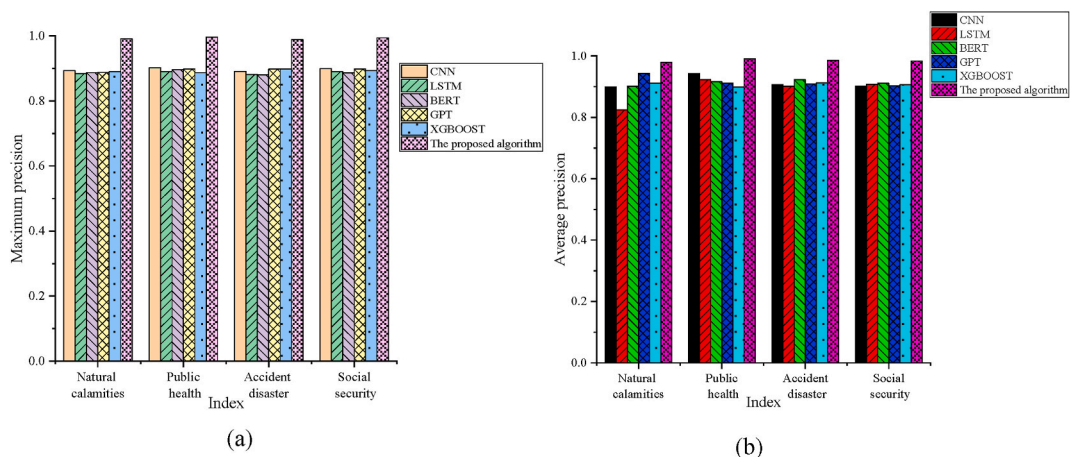 1.0
0.8
0.6
0.4
0.2
0.0
Maximum precision
Natural calamities
Public health
Accident disaster
Social security
Index
CNN
LSTM
BERT
GPT
XGBOOST
The proposed algorithm
(a)
1.0
0.8
0.6
0.4
0.2
0.0
Average precision
Natural calamities
Public health
Accident disaster
Social security
Index
CNN
LSTM
BERT
GPT
XGBOOST
The proposed algorithm
(b)